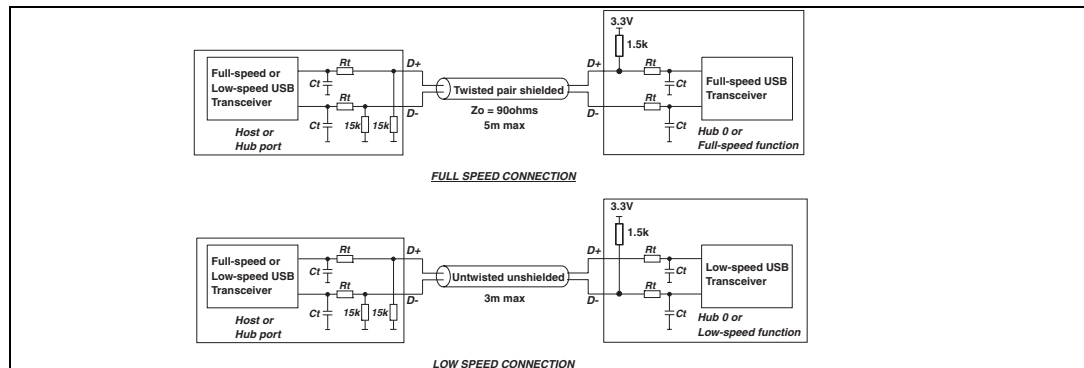 3.3V
1.5k
D+
D+
Rt
Rt
Full-speed or
Low-speed USB
Transceiver
Ct
Twisted pair shielded
Ct
Full-speed USB
Transceiver
Rt
Rt
D-
D-
Zo = 90ohms
5m max
Ct
15k
15k
Ct
Host or
Hub port
Hub 0 or
Full-speed function
FULL SPEED CONNECTION
3.3V
1.5k
D+
D+
Rt
Rt
Full-speed or
Low-speed USB
Transceiver
Ct
Untwisted unshielded
Ct
Low-speed USB
Transceiver
Rt
Rt
D-
D-
3m max
Ct
15k
15k
Ct
Host or
Hub port
Hub 0 or
Low-speed function
LOW SPEED CONNECTION